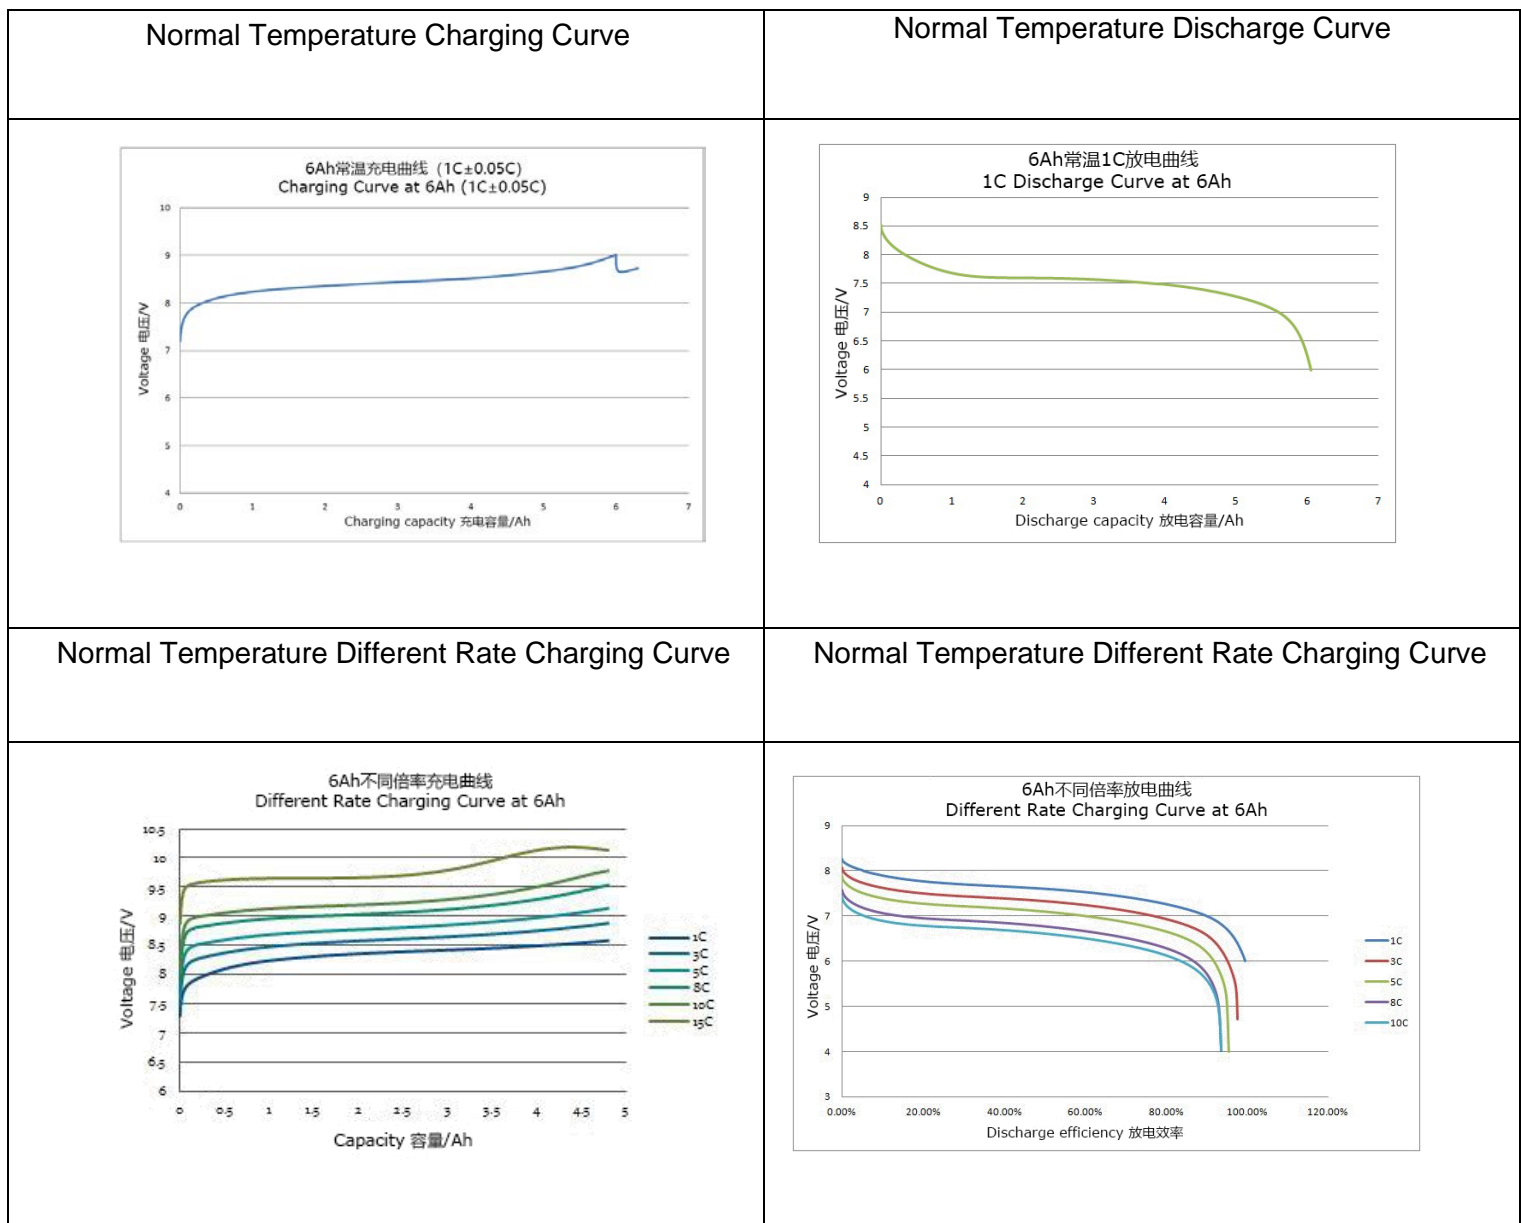 Normal Temperature Charging Curve
Normal Temperature Discharge Curve
6Ah常温充电曲线 (1C±0.05C)
Charging Curve at 6Ah (1C±0.05C)
10
9
8
7
6
5
4
Voltage 电压/V
0 1 2 3 4 5 6 7
Charging capacity 充电容量/Ah
6Ah常温1C放电曲线
1C Discharge Curve at 6Ah
9
8.5
8
7.5
7
6.5
6
5.5
5
4.5
4
Voltage 电压/V
0 1 2 3 4 5 6 7
Discharge capacity 放电容量/Ah
Normal Temperature Different Rate Charging Curve
Normal Temperature Different Rate Charging Curve
6Ah不同倍率充电曲线
Different Rate Charging Curve at 6Ah
10.5
10
9.5
9
8.5
8
7.5
7
6.5
6
Voltage 电压/V
0 0.5 1 1.5 2 2.5 3 3.5 4 4.5 5
Capacity 容量/Ah
1C
3C
5C
8C
10C
15C
6Ah不同倍率放电曲线
Different Rate Charging Curve at 6Ah
9
8
7
6
5
4
3
Voltage 电压/V
0.00% 20.00% 40.00% 60.00% 80.00% 100.00% 120.00%
Discharge efficiency 放电效率
1C
3C
5C
8C
10C